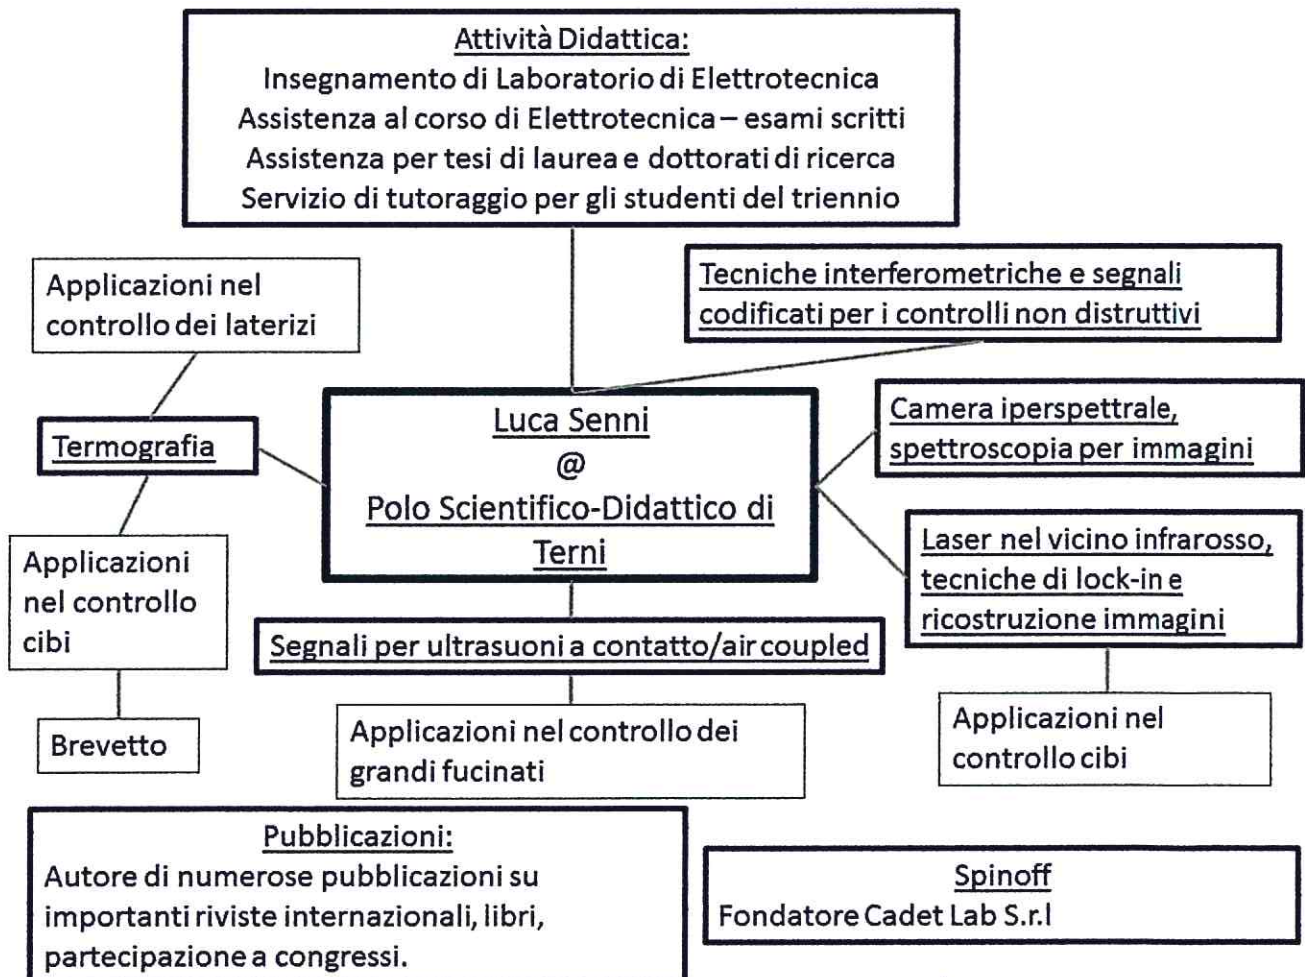 Attività Didattica:
Insegnamento di Laboratorio di Elettrotecnica
Assistenza al corso di Elettrotecnica – esami scritti
Assistenza per tesi di laurea e dottorati di ricerca
Servizio di tutoraggio per gli studenti del triennio
Applicazioni nel
controllo dei laterizi
Tecniche interferometriche e segnali
codificati per i controlli non distruttivi
Termografia
Luca Senni
@
Polo Scientifico-Didattico di
Terni
Camera iperspettrale,
spettroscopia per immagini
Applicazioni
nel controllo
cibi
Laser nel vicino infrarosso,
tecniche di lock-in e
ricostruzione immagini
Segnali per ultrasuoni a contatto/air coupled
Brevetto
Applicazioni nel controllo dei
grandi fucinati
Applicazioni nel
controllo cibi
Pubblicazioni:
Autore di numerose pubblicazioni su
importanti riviste internazionali, libri,
partecipazione a congressi.
Spinoff
Fondatore Cadet Lab S.r.l